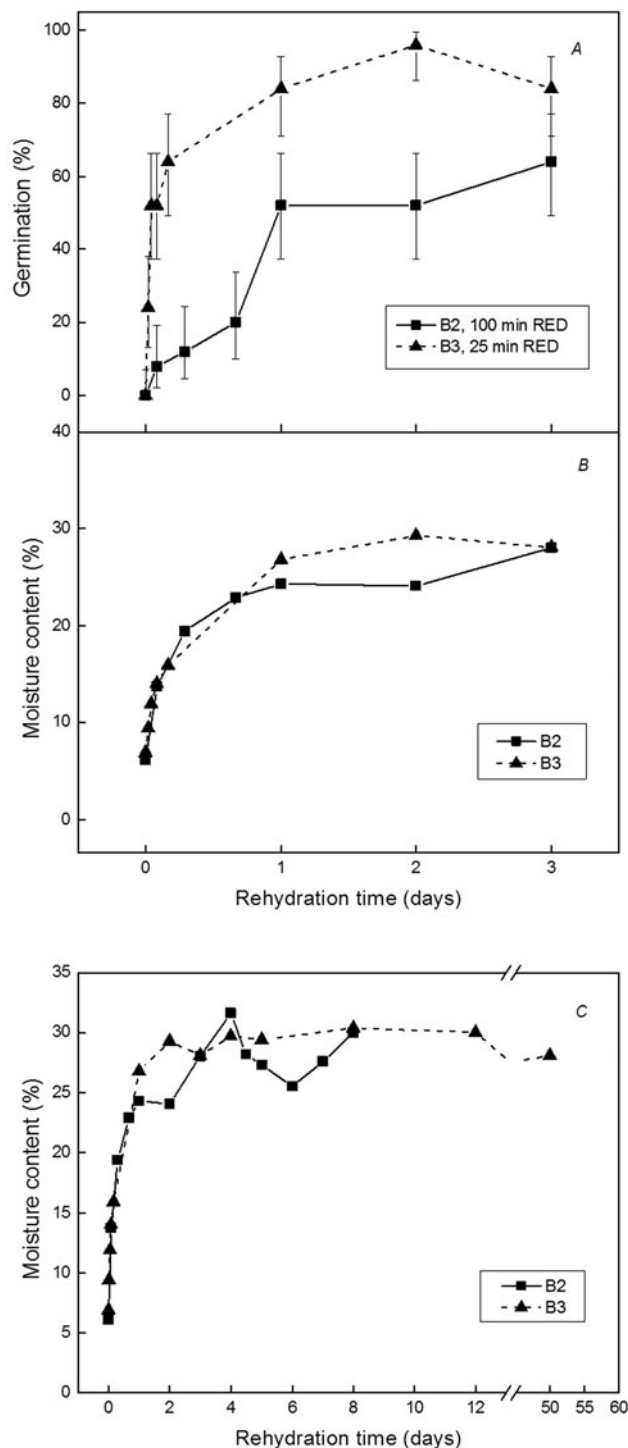 100
A
80
60
40
20
0
Germination (%)
B2, 100 min RED
B3, 25 min RED
40
B
30
20
10
0
Moisture content (%)
B2
B3
0 1 2 3
Rehydration time (days)
35
C
30
25
20
15
10
5
0
Moisture content (%)
B2
B3
0 2 4 6 8 10 12 50 55 60
Rehydration time (days)